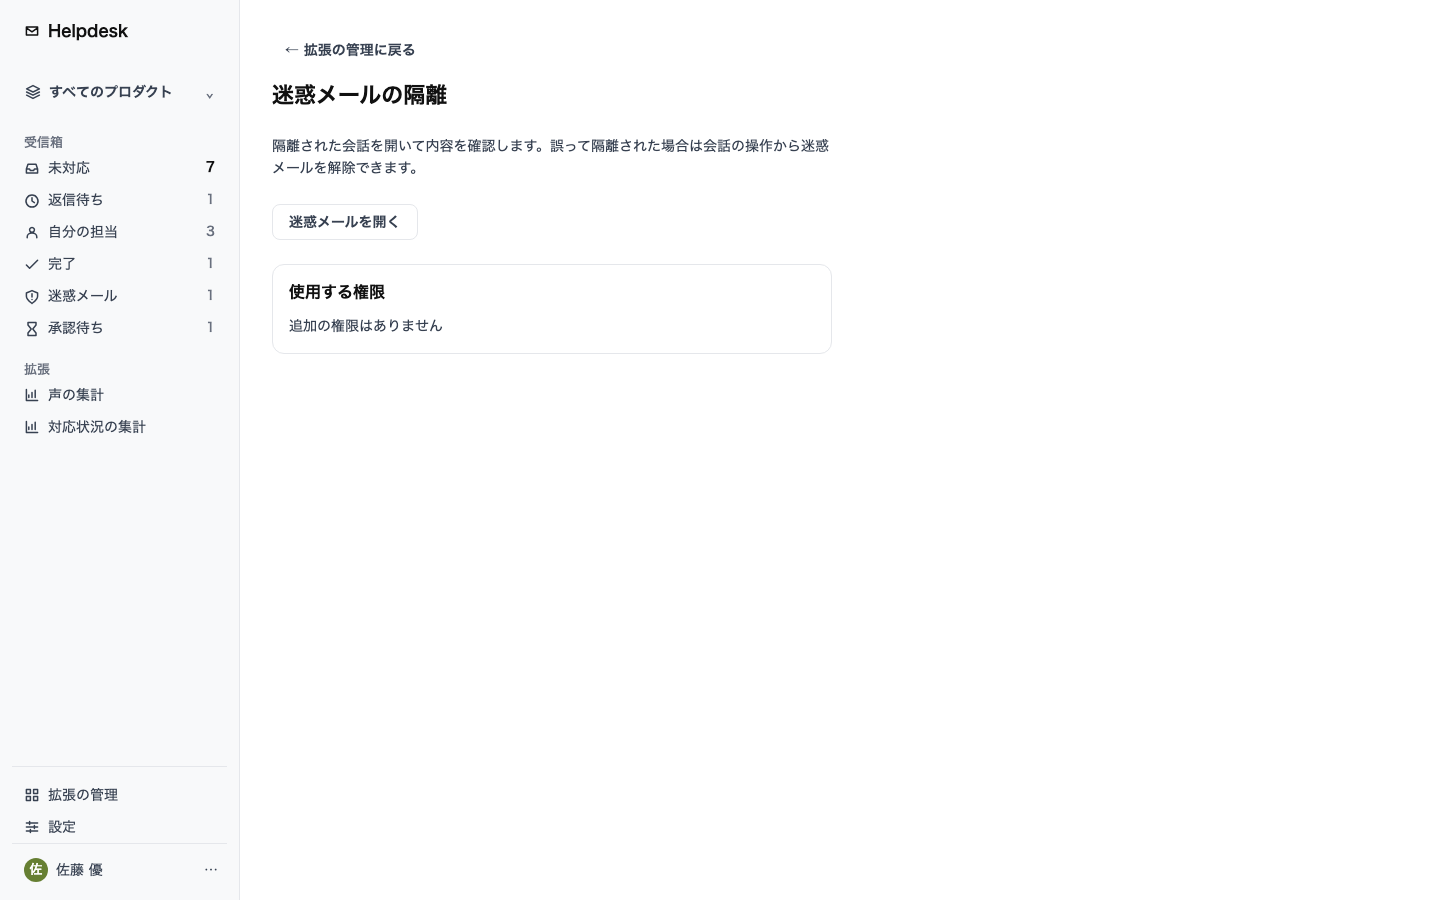 Helpdesk
すべてのプロダクト
受信箱
未対応 7
返信待ち 1
自分の担当 3
完了 1
迷惑メール 1
承認待ち 1
拡張
声の集計
対応状況の集計
拡張の管理
設定
佐 佐藤 優 …
← 拡張の管理に戻る
迷惑メールの隔離
隔離された会話を開いて内容を確認します。誤って隔離された場合は会話の操作から迷惑
メールを解除できます。
迷惑メールを開く
使用する権限
追加の権限はありません